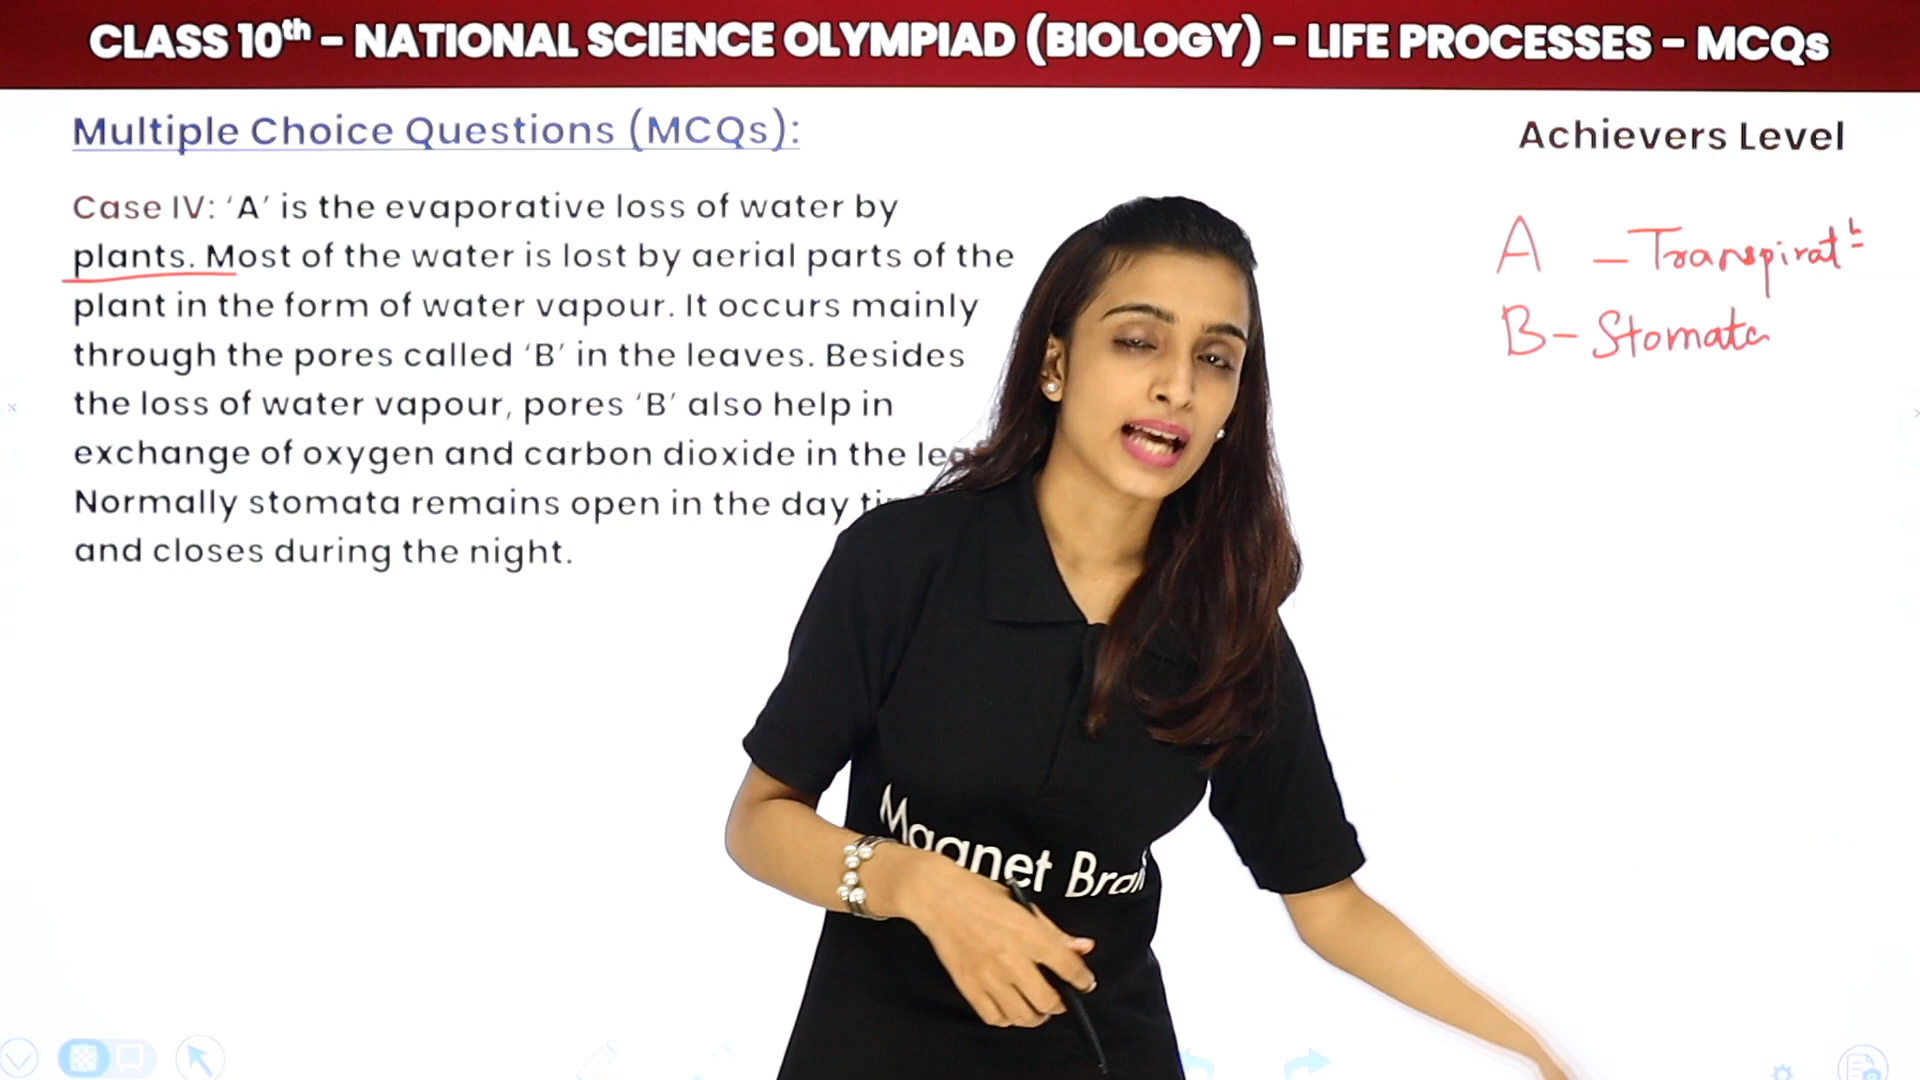 CLASS 10th - NATIONAL SCIENCE OLYMPIAD (BIOLOGY) - LIFE PROCESSES - MCQs
Multiple Choice Questions (MCQs):
Achievers Level
Case IV: ‘A’ is the evaporative loss of water by
plants. Most of the water is lost by aerial parts of the
plant in the form of water vapour. It occurs mainly
through the pores called ‘B’ in the leaves. Besides
the loss of water vapour, pores ‘B’ also help in
exchange of oxygen and carbon dioxide in the
Normally stomata remains open in the day
and closes during the night.
A –
B – Stomata
Magnet